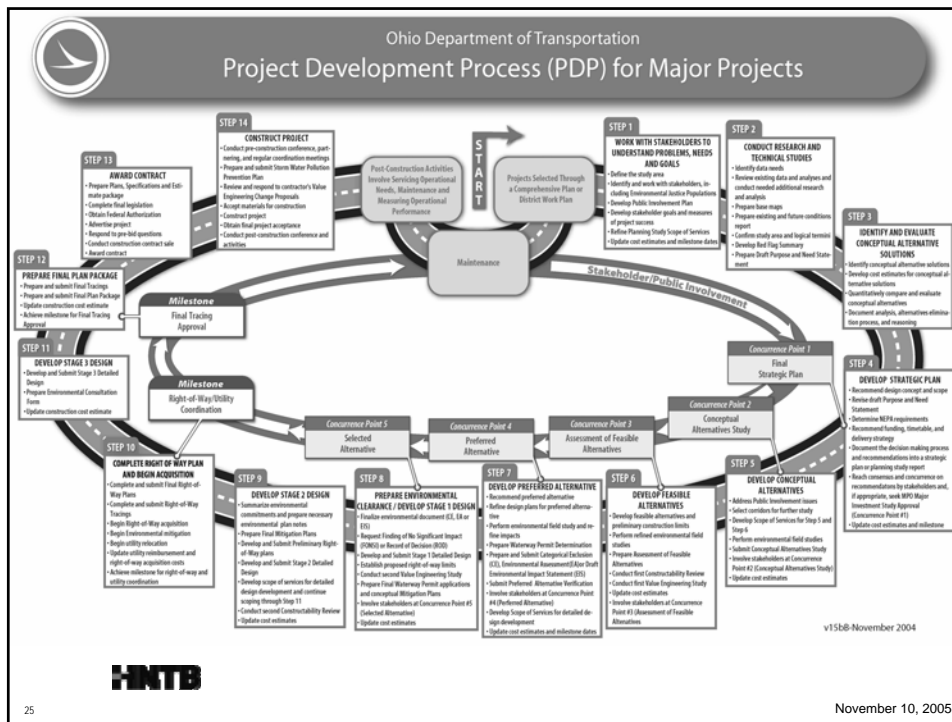 Ohio Department of Transportation
Project Development Process (PDP) for Major Projects
START
Projects Selected Through
a Comprehensive Plan or
District Work Plan
STEP 1
WORK WITH STAKEHOLDERS TO
UNDERSTAND PROBLEMS, NEEDS
AND GOALS
• Define the study area
• Identify and work with stakeholders, in-
cluding Environmental Justice Populations
• Develop Public Involvement Plan
• Develop stakeholder goals and measures
of project success
• Refine Planning Study Scope of Services
• Update cost estimates and milestone dates
STEP 2
CONDUCT RESEARCH AND
TECHNICAL STUDIES
• Identify data needs
• Review existing data and analyses and
conduct needed additional research
and analysis
• Prepare base maps
• Prepare existing and future conditions
report
• Confirm study area and logical termini
• Develop Red Flag Summary
• Prepare Draft Purpose and Need State-
ment
STEP 3
IDENTIFY AND EVALUATE
CONCEPTUAL ALTERNATIVE
SOLUTIONS
• Identify conceptual alternative solutions
• Develop cost estimates for conceptual al-
ternative solutions
• Quantitatively compare and evaluate
conceptual alternatives
• Document analysis, alternatives elimina-
tion process, and reasoning
STEP 4
DEVELOP STRATEGIC PLAN
• Recommend design concept and scope
• Revise draft Purpose and Need
Statement
• Determine NEPA requirements
• Recommend funding, timetable, and
delivery strategy
• Document the decision making process
and recommendations into a strategic
plan or planning study report
• Reach consensus and concurrence on
recommendations by stakeholders and,
if appropriate, seek MPO Major
Investment Study Approval
(Concurrence Point #1)
• Update cost estimates and milestone
STEP 5
DEVELOP CONCEPTUAL
ALTERNATIVES
• Address Public Involvement issues
• Select corridors for further study
• Develop Scope of Services for Step 5 and
Step 6
• Perform environmental field studies
• Submit Conceptual Alternatives Study
• Involve stakeholders at Concurrence
Point #2 (Conceptual Alternatives Study)
• Update cost estimates
STEP 6
DEVELOP FEASIBLE
ALTERNATIVES
• Develop feasible alternatives and
preliminary construction limits
• Perform refined environmental field
studies
• Prepare Assessment of Feasible
Alternatives
• Conduct first Constructability Review
• Conduct first Value Engineering Study
• Update cost estimates
• Involve stakeholders at Concurrence
Point #3 (Assessment of Feasible
Alternatives
STEP 7
DEVELOP PREFERRED ALTERNATIVE
• Recommend preferred alternative
• Refine design plans for preferred alterna-
tive
• Perform environmental field study and re-
fine impacts
• Prepare Waterway Permit Determination
• Prepare and Submit Categorical Exclusion
(CE), Environmental Assessment(EA)or Draft
Environmental Impact Statement (EIS)
• Submit Preferred Alternative Verification
• Involve stakeholders at Concurrence Point
#4 (Preferred Alternative)
• Develop Scope of Services for detailed de-
sign development
• Update cost estimates and milestone dates
STEP 8
PREPARE ENVIRONMENTAL
CLEARANCE / DEVELOP STAGE 1 DESIGN
• Finalize environmental document (CE, EA or
EIS)
• Request Finding of No Significant Impact
(FONSI) or Record of Decision (ROD)
• Develop and Submit Stage 1 Detailed Design
• Establish proposed right-of-way limits
• Conduct second Value Engineering Study
• Prepare Final Waterway Permit applications
and conceptual Mitigation Plans
• Involve stakeholders at Concurrence Point #5
(Selected Alternative)
• Update cost estimates
STEP 9
DEVELOP STAGE 2 DESIGN
• Summarize environmental
commitments and prepare necessary
environmental plan notes
• Prepare Final Mitigation Plans
• Develop and Submit Preliminary Right-
of-Way plans
• Develop and Submit Stage 2 Detailed
Design
• Develop scope of services for detailed
design development and continue
scoping through Step 11
• Conduct second Constructability Review
• Update cost estimates
STEP 10
COMPLETE RIGHT OF WAY PLAN
AND BEGIN ACQUISITION
• Complete and submit Final Right-of-
Way Plans
• Complete and submit Right-of-Way
Tracings
• Begin Right-of-Way acquisition
• Begin Environmental mitigation
• Begin utility relocation
• Update utility reimbursement and
right-of-way acquisition costs
• Achieve milestone for right-of-way and
utility coordination
STEP 11
DEVELOP STAGE 3 DESIGN
• Develop and Submit Stage 3 Detailed
Design
• Prepare Environmental Consultation
Form
• Update construction cost estimate
STEP 12
PREPARE FINAL PLAN PACKAGE
• Prepare and submit Final Tracings
• Prepare and submit Final Plan Package
• Update construction cost estimate
• Achieve milestone for Final Tracing
Approval
STEP 13
AWARD CONTRACT
• Prepare Plans, Specifications and Esti-
mate package
• Complete final legislation
• Obtain Federal Authorization
• Advertise project
• Respond to pre-bid questions
• Conduct construction contract sale
• Award contract
STEP 14
CONSTRUCT PROJECT
• Conduct pre-construction conference, part-
nering, and regular coordination meetings
• Prepare and submit Storm Water Pollution
Prevention Plan
• Review and respond to contractor's Value
Engineering Change Proposals
• Accept materials for construction
• Construct project
• Obtain final project acceptance
• Conduct post-construction conference and
activities
Post-Construction Activities
Involve Servicing Operational
Needs, Maintenance and
Measuring Operational
Performance
Maintenance
Stakeholder/Public Involvement
Concurrence Point 1
Final
Strategic Plan
Concurrence Point 2
Conceptual
Alternatives Study
Concurrence Point 3
Assessment of Feasible
Alternatives
Concurrence Point 4
Preferred
Alternative
Concurrence Point 5
Selected
Alternative
Milestone
Right-of-Way/Utility
Coordination
Milestone
Final Tracing
Approval
v15bB-November 2004
HNTB
25
November 10, 2005